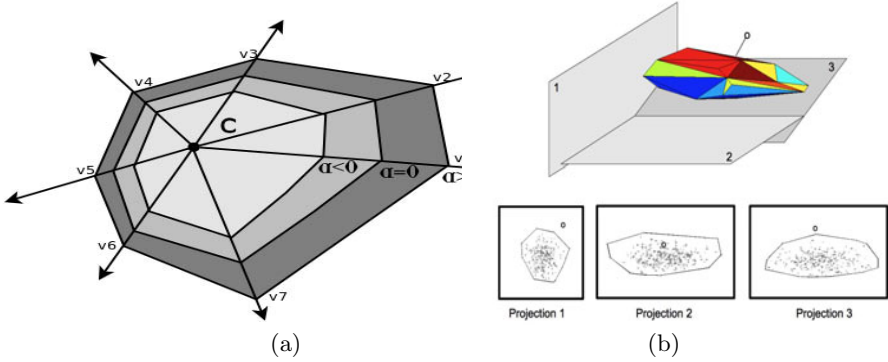 v3
v4
v2
C
v5
α<0
α=0
α>
v6
v7
(a)
O
3
1
2
O
O
O
Projection 1
Projection 2
Projection 3
(b)